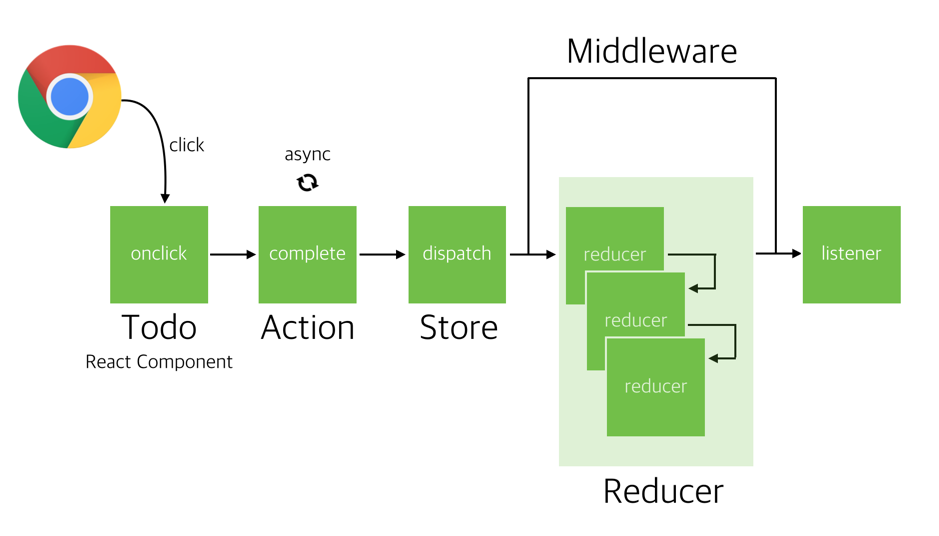 Middleware
click
async
onclick
complete
dispatch
reducer
reducer
reducer
listener
Todo
React Component
Action
Store
Reducer